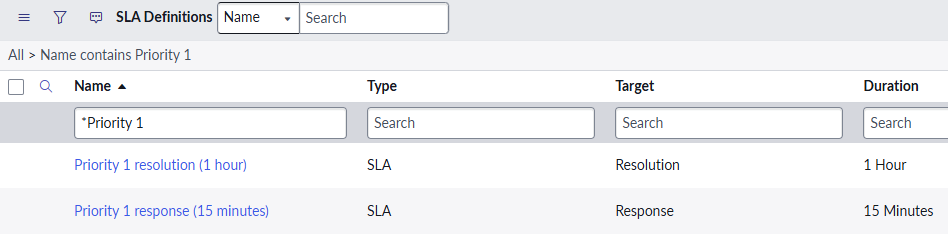 SLA Definitions Name Search
All > Name contains Priority 1
Name Type Target Duration
*Priority 1 Search Search Search
Priority 1 resolution (1 hour) SLA Resolution 1 Hour
Priority 1 response (15 minutes) SLA Response 15 Minutes